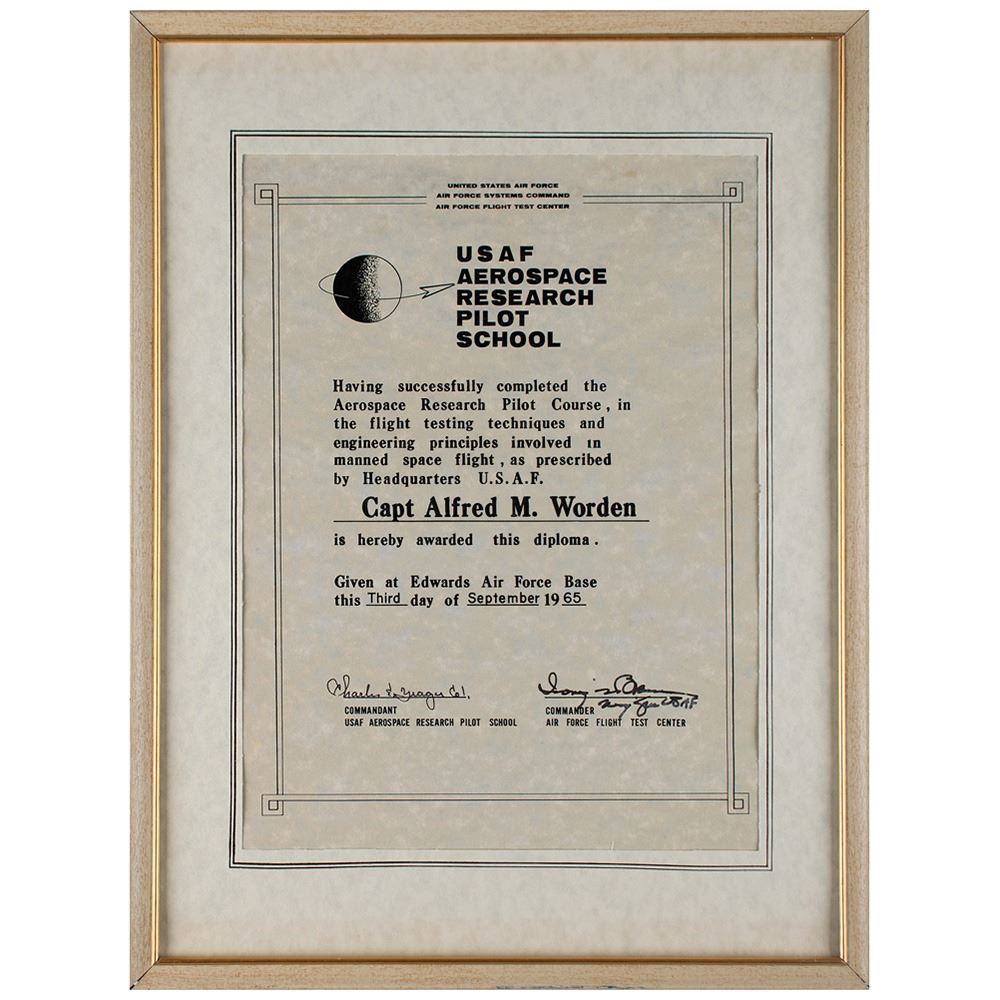 UNITED STATES AIR FORCE
AIR FORCE SYSTEMS COMMAND
AIR FORCE FLIGHT TEST CENTER
USAF
AEROSPACE
RESEARCH
PILOT
SCHOOL
Having successfully completed the
Aerospace Research Pilot Course, in
the flight testing techniques and
engineering principles involved in
manned space flight, as prescribed
by Headquarters U.S.A.F.
Capt Alfred M. Worden
is hereby awarded this diploma.
Given at Edwards Air Force Base
this Third day of September 1965
Charles E. Yeager Col.
COMMANDANT
USAF AEROSPACE RESEARCH PILOT SCHOOL
COMMANDER
AIR FORCE FLIGHT TEST CENTER